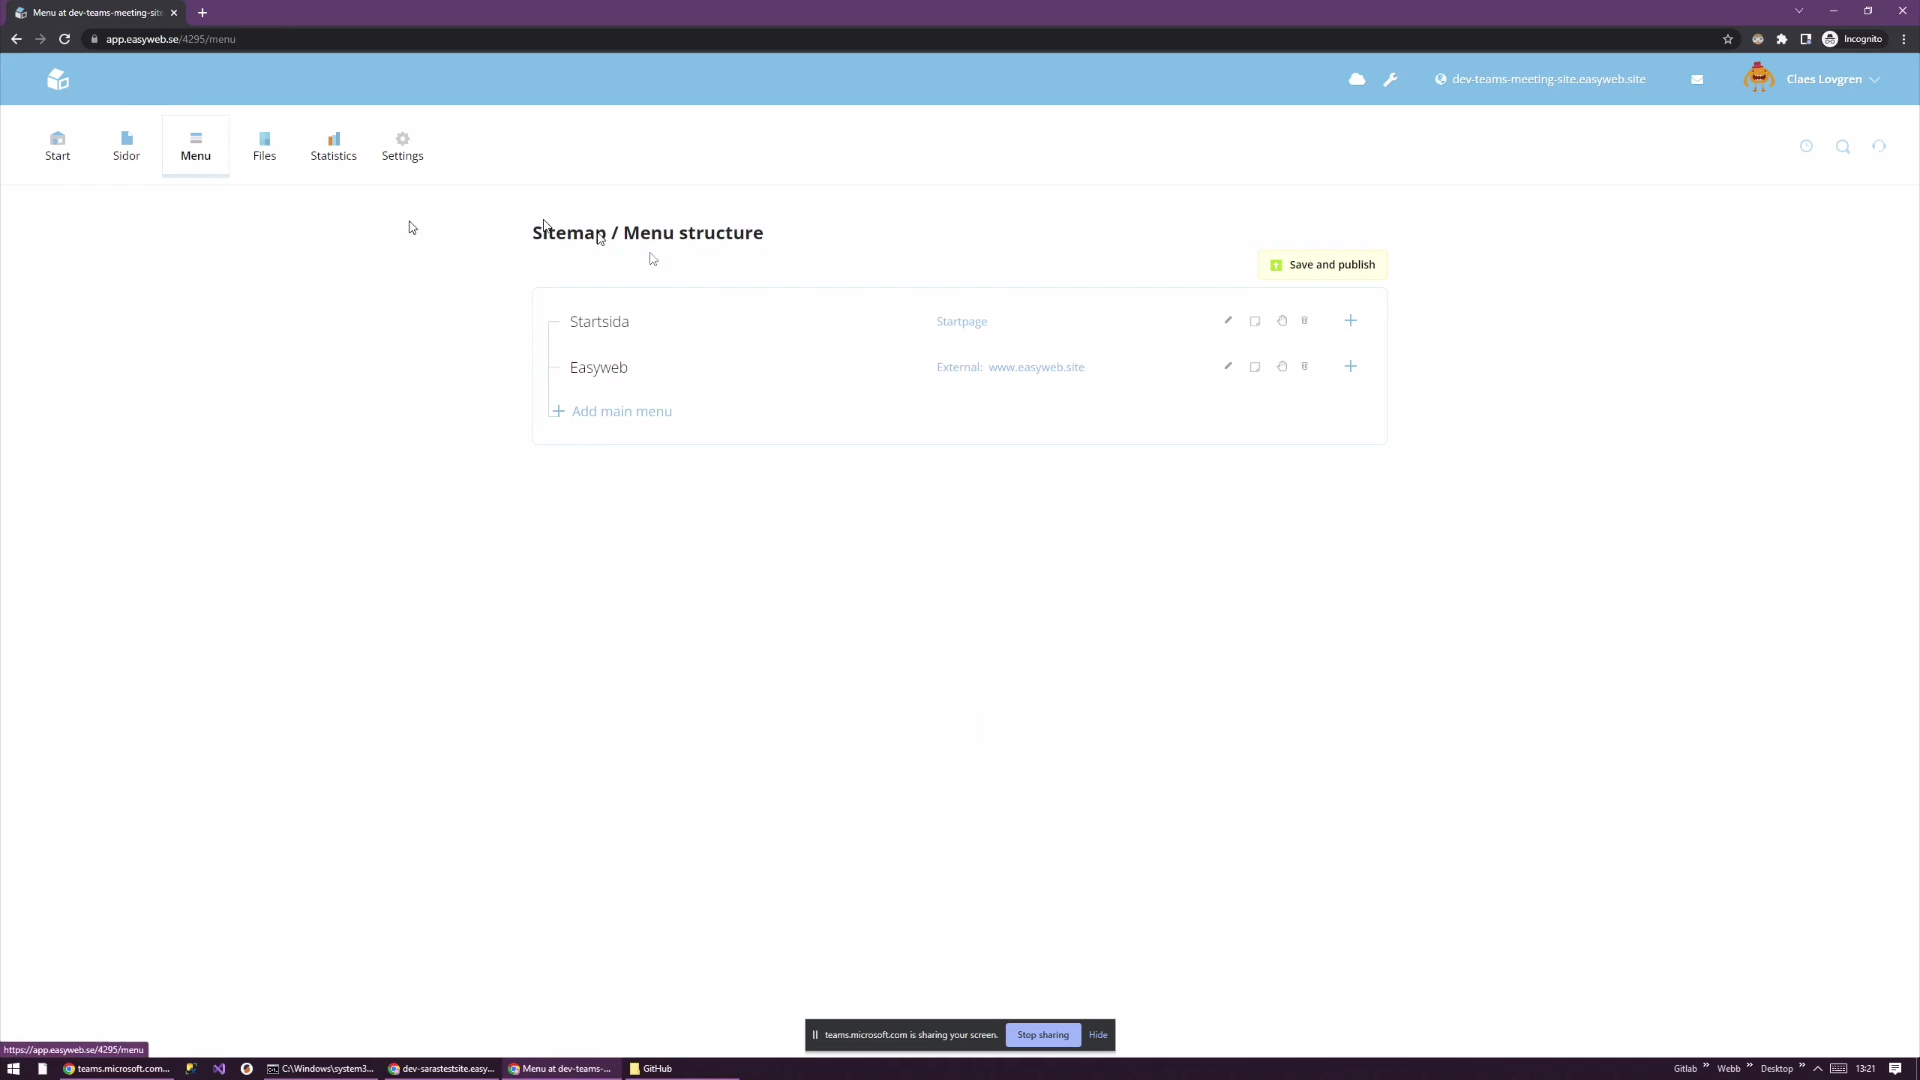 Menu at dev-teams-meeting-site
app.easyweb.se/4295/menu
Incognito
dev-teams-meeting-site.easyweb.site
Claes Lovgren
Start
Sidor
Menu
Files
Statistics
Settings
Sitemap / Menu structure
Save and publish
Startsida
Startpage
Easyweb
External: www.easyweb.site
Add main menu
teams.microsoft.com is sharing your screen.
Stop sharing
Hide
https://app.easyweb.se/4295/menu
teams.microsoft.com...
C:\Windows\system3...
dev-sarastestsite.easy...
Menu at dev-teams-...
GitHub
Gitlab
Webb
Desktop
13:21